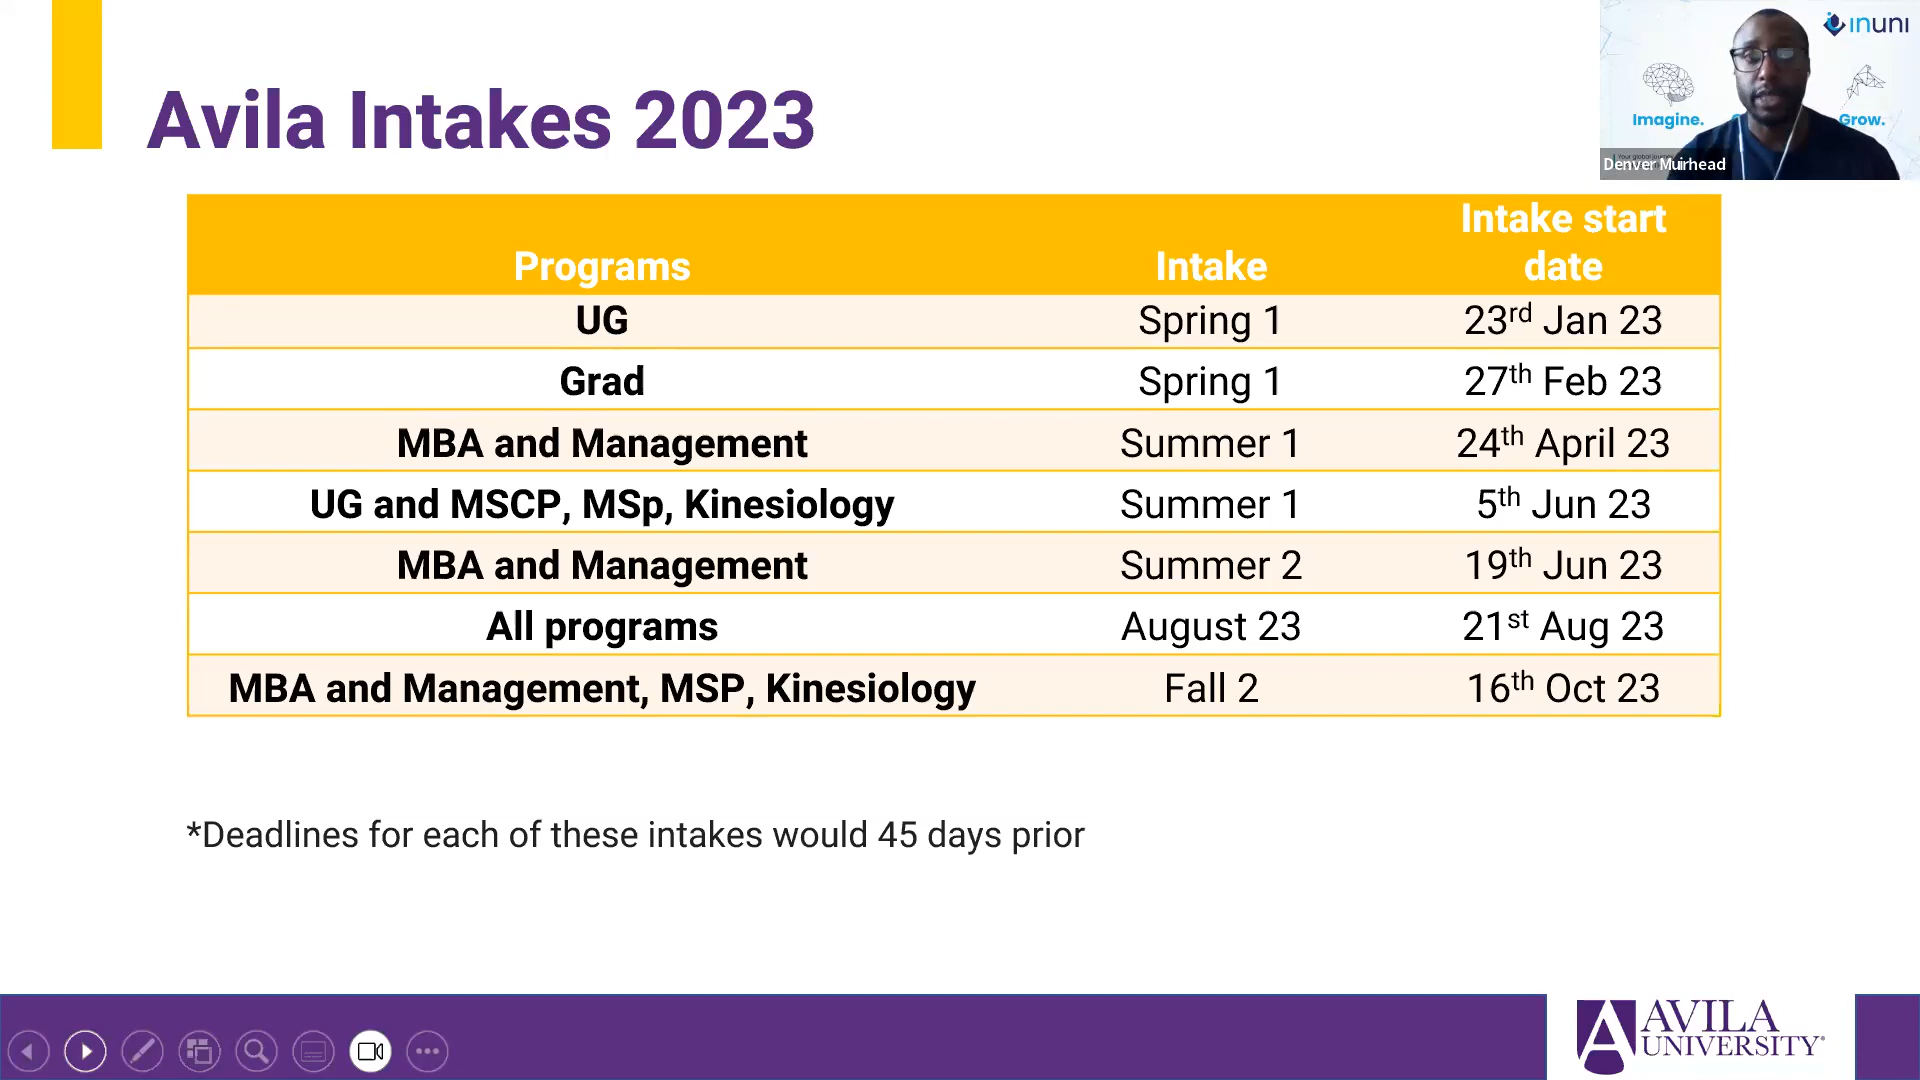 Avila Intakes 2023
inuni
Imagine.
Grow.
Denver Muirhead
Programs Intake Intake start date
UG Spring 1 23rd Jan 23
Grad Spring 1 27th Feb 23
MBA and Management Summer 1 24th April 23
UG and MSCP, MSp, Kinesiology Summer 1 5th Jun 23
MBA and Management Summer 2 19th Jun 23
All programs August 23 21st Aug 23
MBA and Management, MSP, Kinesiology Fall 2 16th Oct 23
*Deadlines for each of these intakes would 45 days prior
AVILA
UNIVERSITY